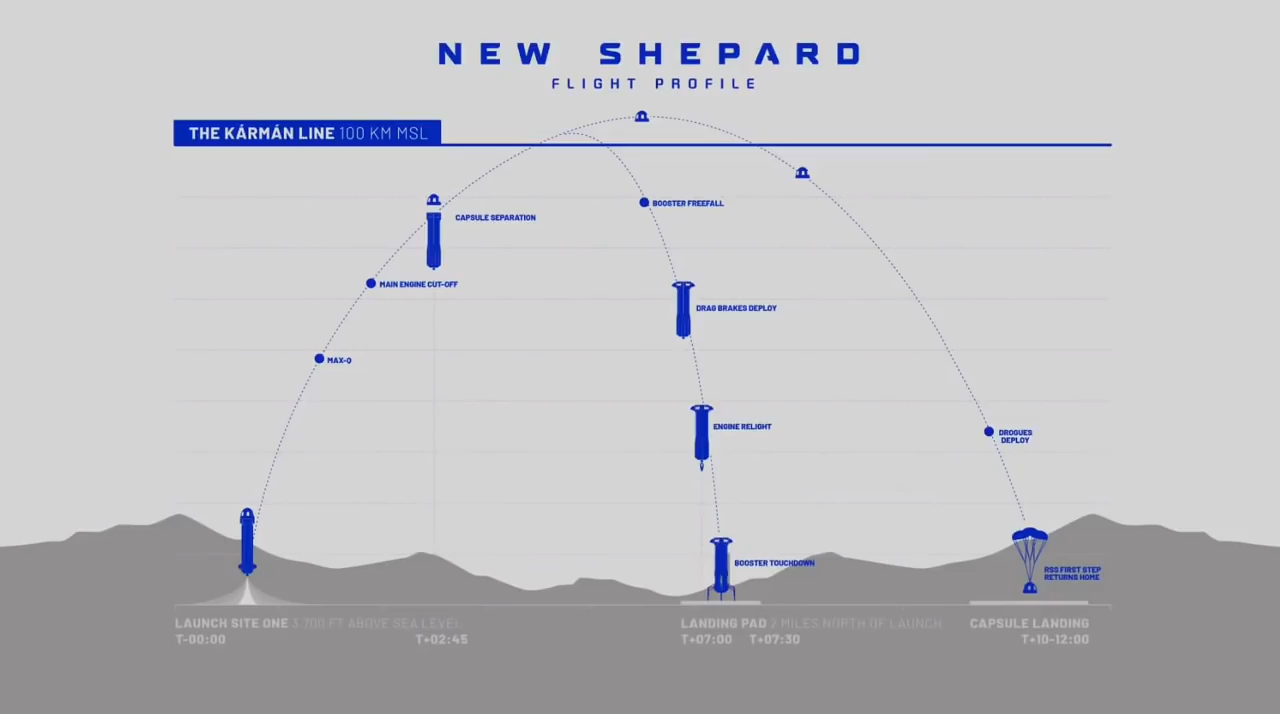 NEW SHEPARD
FLIGHT PROFILE
THE KÁRMÁN LINE 100 KM MSL
CAPSULE SEPARATION
BOOSTER FREEFALL
MAIN ENGINE CUT-OFF
DRAG BRAKES DEPLOY
MAX-Q
ENGINE RELIGHT
DROGUES
DEPLOY
BOOSTER TOUCHDOWN
RSS FIRST STEP
RETURNS HOME
LAUNCH SITE ONE 3,700 FT ABOVE SEA LEVEL
T-00:00
T+02:45
LANDING PAD 2 MILES NORTH OF LAUNCH
T+07:00
T+07:30
CAPSULE LANDING
T+10-12:00